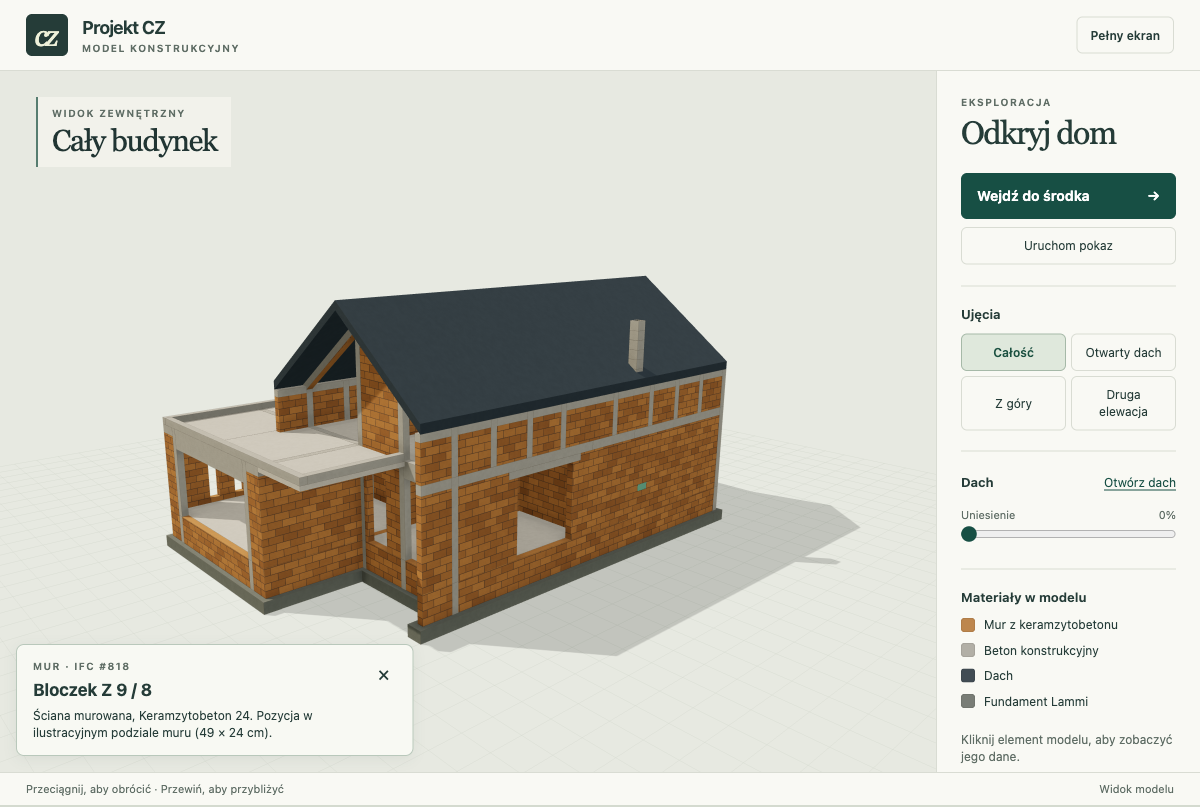 CZ
Projekt CZ
MODEL KONSTRUKCYJNY
Pełny ekran
WIDOK ZEWNĘTRZNY
Cały budynek
EKSPLORACJA
Odkryj dom
Wejdź do środka →
Uruchom pokaz
Ujęcia
Całość
Otwarty dach
Z góry
Druga
elewacja
Dach
Otwórz dach
Uniesienie
0%
Materiały w modelu
Mur z keramzytobetonu
Beton konstrukcyjny
Dach
Fundament Lammi
Kliknij element modelu, aby zobaczyć
jego dane.
MUR · IFC #818
Bloczek Z 9 / 8
Ściana murowana, Keramzytobeton 24. Pozycja w
ilustracyjnym podziale muru (49 × 24 cm).
Przeciągnij, aby obrócić · Przewiń, aby przybliżyć
Widok modelu